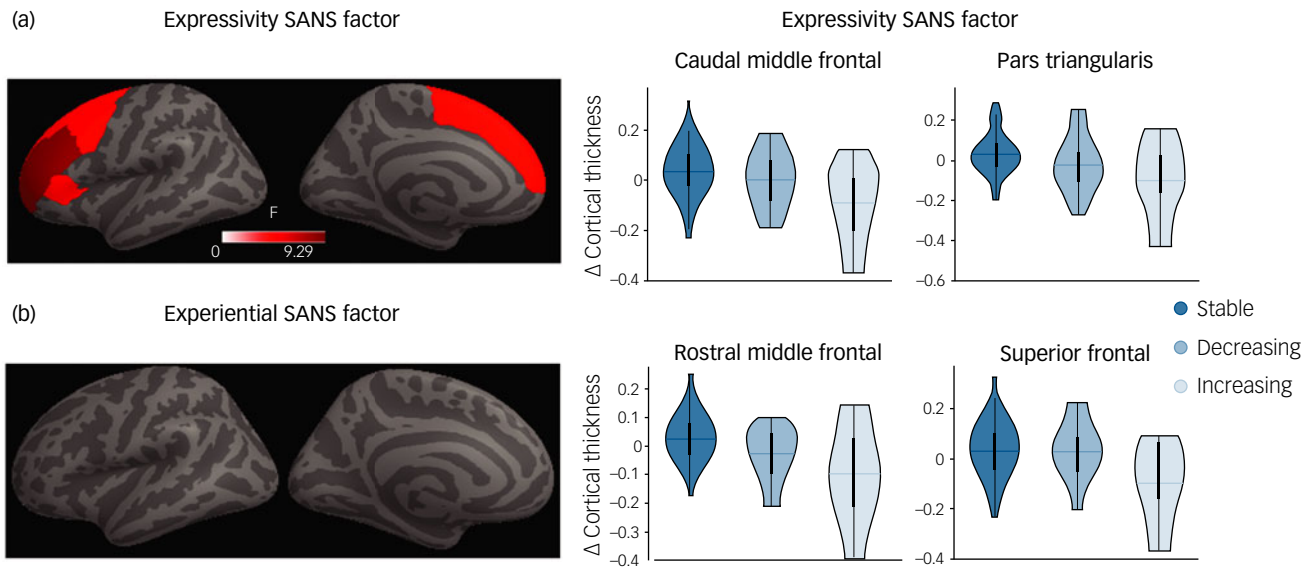 (a)
Expressivity SANS factor
F
0 9.29
(b)
Experiential SANS factor
Expressivity SANS factor
Caudal middle frontal
Δ Cortical thickness
0.2
0
−0.2
−0.4
Pars triangularis
0.2
0
−0.2
−0.4
−0.6
Stable
Decreasing
Increasing
Rostral middle frontal
Δ Cortical thickness
0.2
0.1
0
−0.1
−0.2
−0.3
−0.4
Superior frontal
0.2
0
−0.2
−0.4